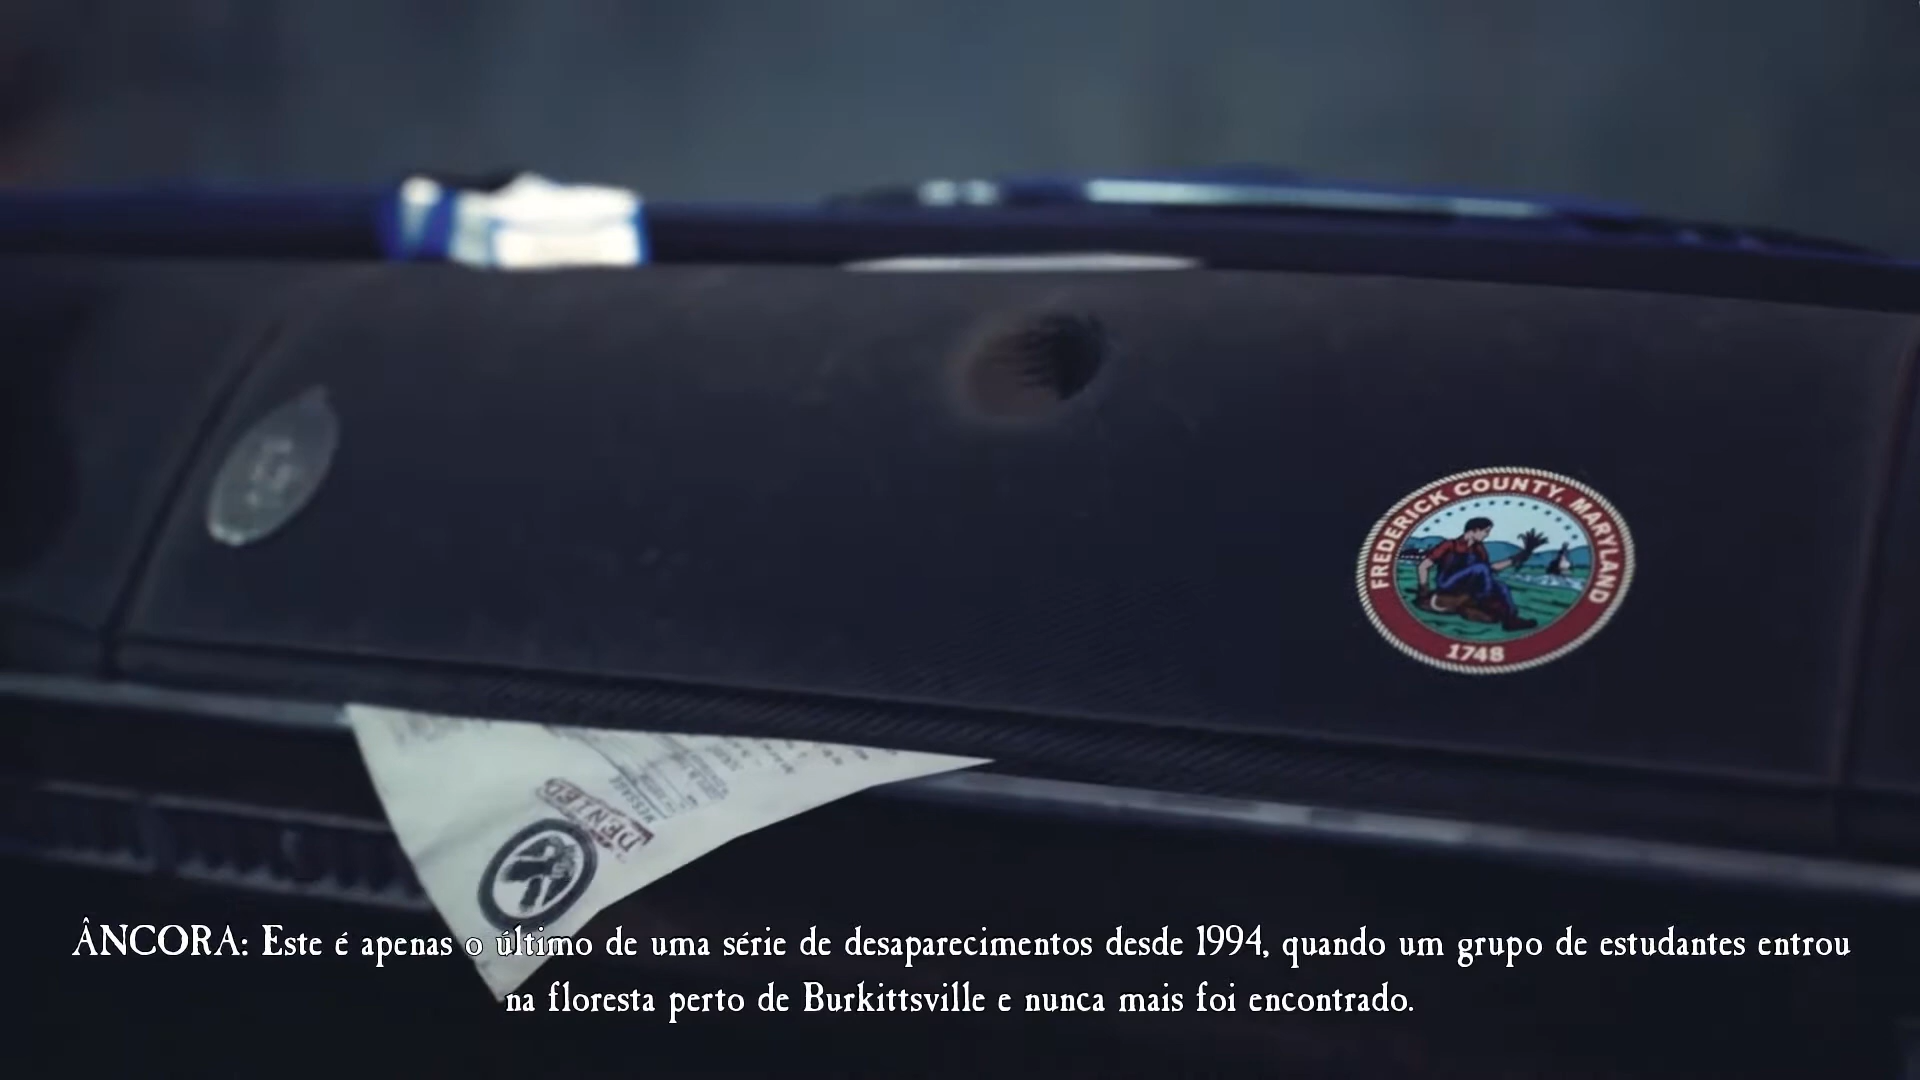 FREDERICK COUNTY, MARYLAND
1748
MESSAGE
DENIED
ÂNCORA: Este é apenas o último de uma série de desaparecimentos desde 1994, quando um grupo de estudantes entrou
na floresta perto de Burkittsville e nunca mais foi encontrado.